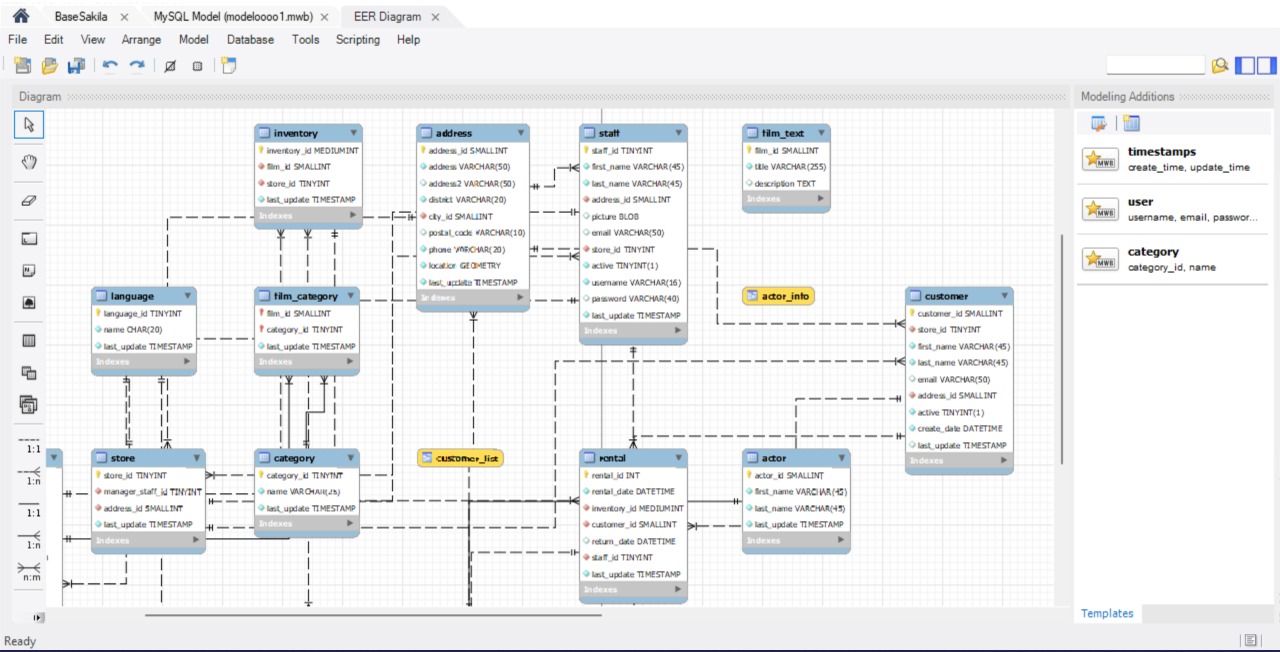 BaseSakila
MySQL Model (modeloooo1.mwb)
EER Diagram
File Edit View Arrange Model Database Tools Scripting Help
Diagram
Modeling Additions
timestamps
create_time, update_time
user
username, email, passwor...
category
category_id, name
Templates
inventory
inventory_id MEDIUMINT
film_id SMALLINT
store_id TINYINT
last_update TIMESTAMP
Indexes
address
address_id SMALLINT
address VARCHAR(50)
address2 VARCHAR(50)
district VARCHAR(20)
city_id SMALLINT
postal_code VARCHAR(10)
phone VARCHAR(20)
location GEOMETRY
last_update TIMESTAMP
Indexes
staff
staff_id TINYINT
first_name VARCHAR(45)
last_name VARCHAR(45)
address_id SMALLINT
picture BLOB
email VARCHAR(50)
store_id TINYINT
active TINYINT(1)
username VARCHAR(16)
password VARCHAR(40)
last_update TIMESTAMP
Indexes
film_text
film_id SMALLINT
title VARCHAR(255)
description TEXT
Indexes
language
language_id TINYINT
name CHAR(20)
last_update TIMESTAMP
Indexes
film_category
film_id SMALLINT
category_id TINYINT
last_update TIMESTAMP
Indexes
actor_info
customer
customer_id SMALLINT
store_id TINYINT
first_name VARCHAR(45)
last_name VARCHAR(45)
email VARCHAR(50)
address_id SMALLINT
active TINYINT(1)
create_date DATETIME
last_update TIMESTAMP
Indexes
store
store_id TINYINT
manager_staff_id TINYINT
address_id SMALLINT
last_update TIMESTAMP
Indexes
category
category_id TINYINT
name VARCHAR(25)
last_update TIMESTAMP
Indexes
customer_list
rental
rental_id INT
rental_date DATETIME
inventory_id MEDIUMINT
customer_id SMALLINT
return_date DATETIME
staff_id TINYINT
last_update TIMESTAMP
Indexes
actor
actor_id SMALLINT
first_name VARCHAR(45)
last_name VARCHAR(45)
last_update TIMESTAMP
Indexes
1:1
1:n
1:1
1:n
n:m
Ready